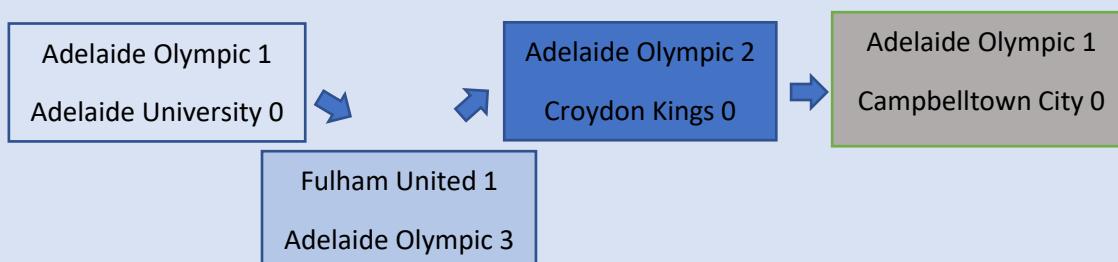 Adelaide Olympic 1
Adelaide University 0
Fulham United 1
Adelaide Olympic 3
Adelaide Olympic 2
Croydon Kings 0
Adelaide Olympic 1
Campbelltown City 0